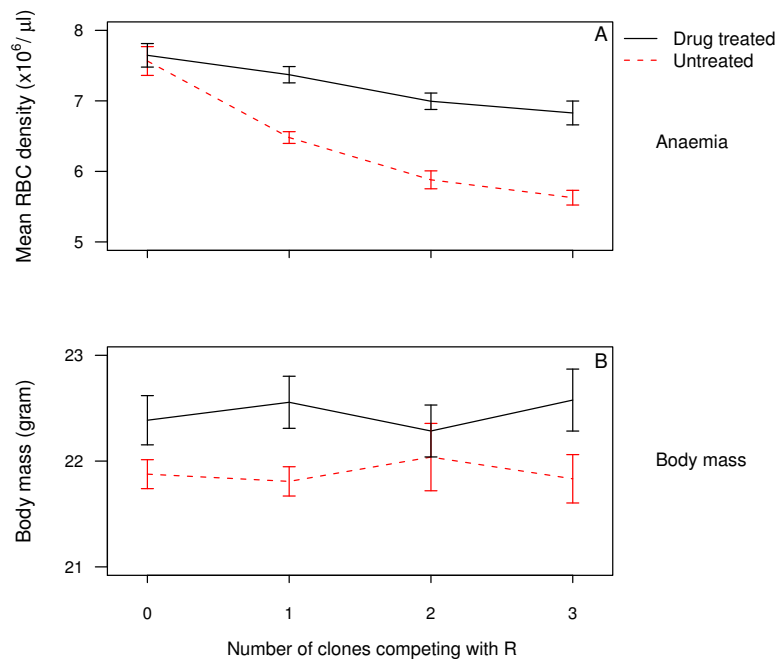 A
Drug treated
Untreated
Mean RBC density (x10⁶/ μl)
8
7
6
5
Anaemia
B
Body mass (gram)
23
22
21
Body mass
0 1 2 3
Number of clones competing with R